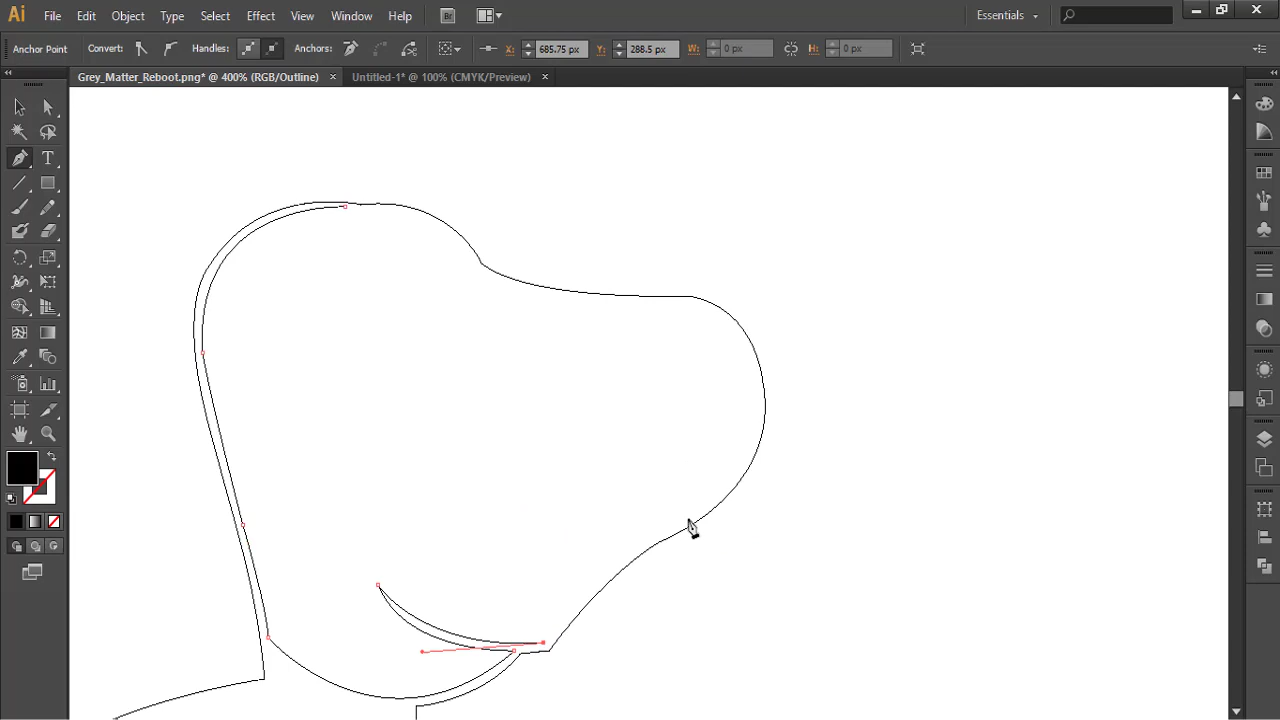 Ai File Edit Object Type Select Effect View Window Help Br Essentials
Anchor Point Convert: Handles: Anchors: X: 685.75 px Y: 288.5 px W: 0 px H: 0 px
Grey_Matter_Reboot.png* @ 400% (RGB/Outline) × Untitled-1* @ 100% (CMYK/Preview) ×
T